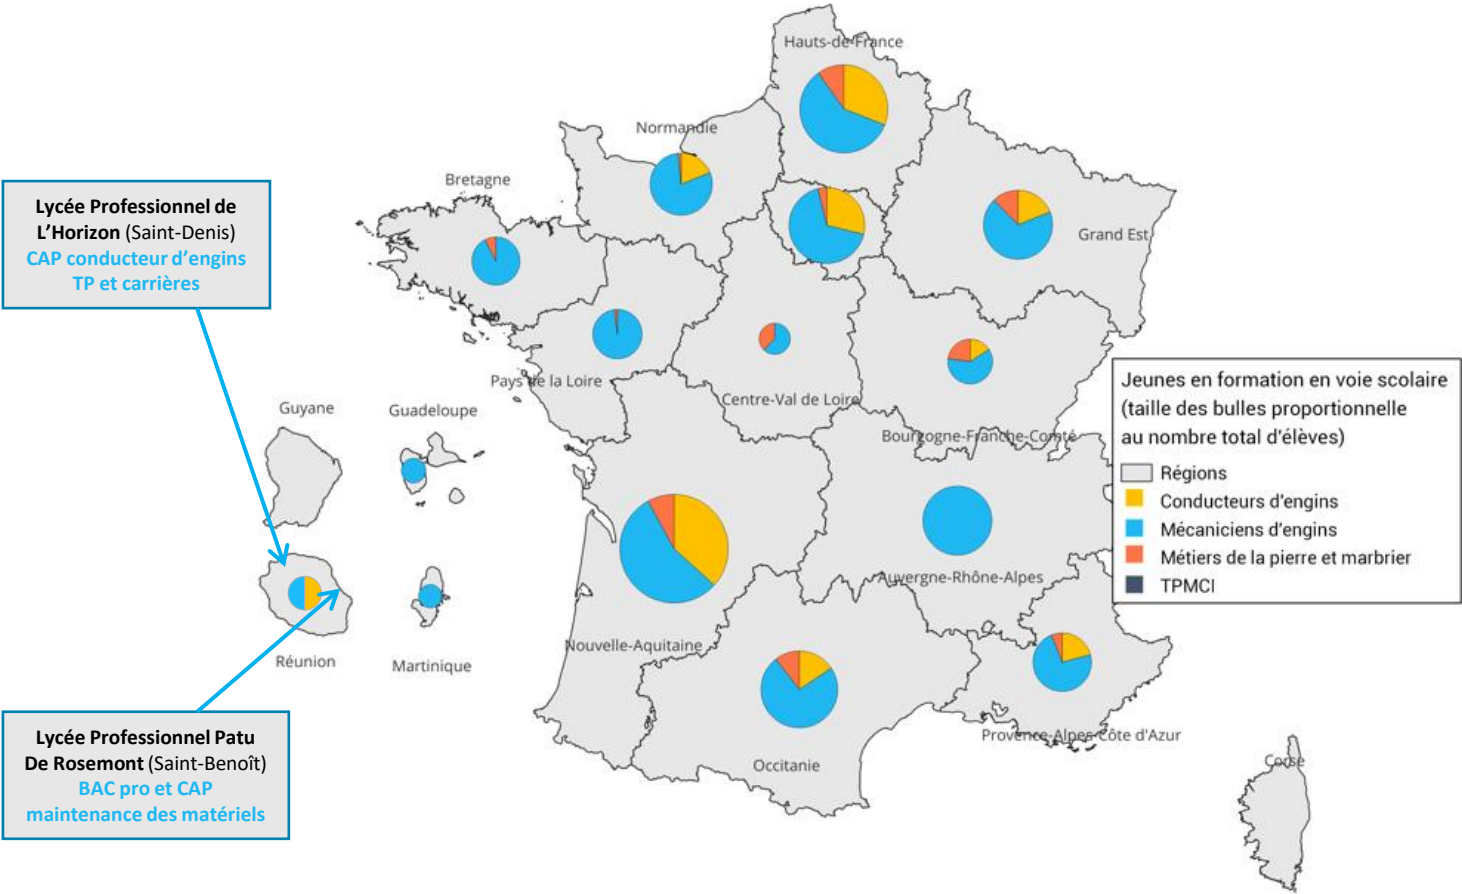 Hauts-de-France
Normandie
Bretagne
Grand Est
Lycée Professionnel de
L'Horizon (Saint-Denis)
CAP conducteur d'engins
TP et carrières
Pays de la Loire
Centre-Val de Loire
Bourgogne-Franche-Comté
Guyane
Guadeloupe
Jeunes en formation en voie scolaire
(taille des bulles proportionnelle
au nombre total d'élèves)
Régions
Conducteurs d'engins
Mécaniciens d'engins
Métiers de la pierre et marbrier
TPMCI
Auvergne-Rhône-Alpes
Nouvelle-Aquitaine
Réunion
Martinique
Lycée Professionnel Patu
De Rosemont (Saint-Benoît)
BAC pro et CAP
maintenance des matériels
Provence-Alpes-Côte d'Azur
Occitanie
Corse